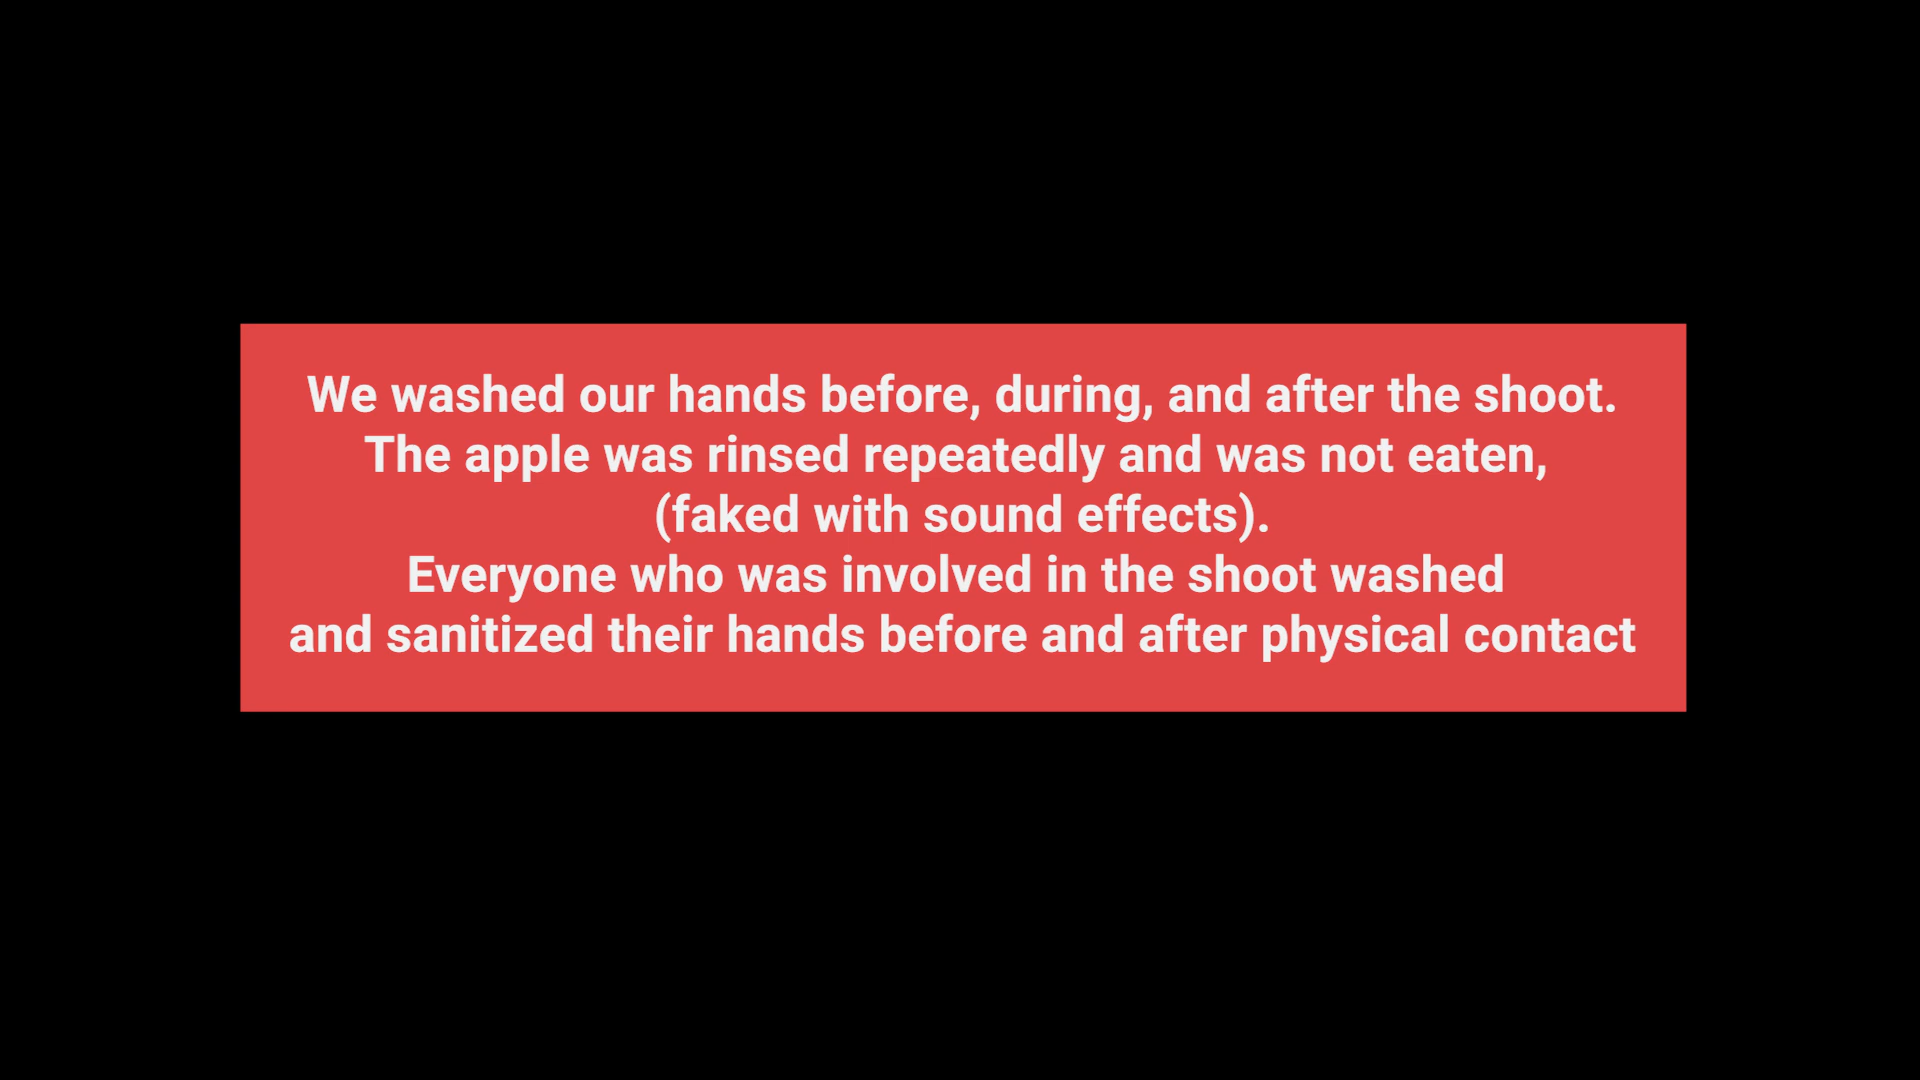 We washed our hands before, during, and after the shoot.
The apple was rinsed repeatedly and was not eaten,
(faked with sound effects).
Everyone who was involved in the shoot washed
and sanitized their hands before and after physical contact